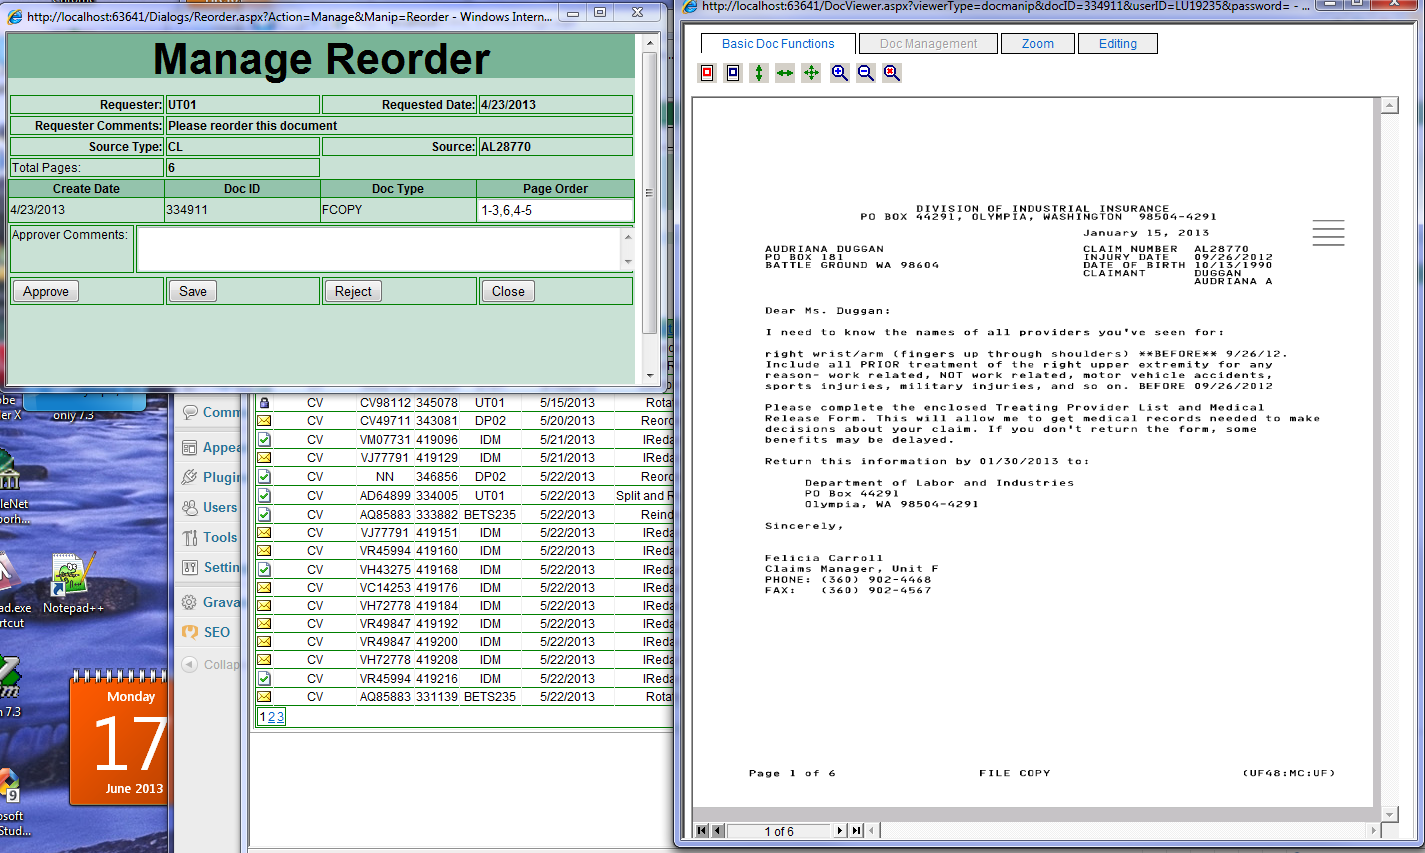 http://localhost:63641/Dialogs/Reorder.aspx?Action=Manage&Manip=Reorder - Windows Intern...
Manage Reorder
Requester: UT01 Requested Date: 4/23/2013
Requester Comments: Please reorder this document
Source Type: CL Source: AL28770
Total Pages: 6
Create Date Doc ID Doc Type Page Order
4/23/2013 334911 FCOPY 1-3,6,4-5
Approver Comments:
Approve Save Reject Close
only 7.3
Notepad++
Monday
17
June 2013
Comm
Appea
Plugin
Users
Tools
Settin
Grava
SEO
Collap
CV CV98112 345078 UT01 5/15/2013 Rota
CV CV49711 343081 DP02 5/20/2013 Reord
CV VM07731 419096 IDM 5/21/2013 IReda
CV VJ77791 419129 IDM 5/21/2013 IReda
CV NN 346856 DP02 5/22/2013 Reord
CV AD64899 334005 UT01 5/22/2013 Split and R
CV AQ85883 333882 BETS235 5/22/2013 Reind
CV VJ77791 419151 IDM 5/22/2013 IReda
CV VR45994 419160 IDM 5/22/2013 IReda
CV VH43275 419168 IDM 5/22/2013 IReda
CV VC14253 419176 IDM 5/22/2013 IReda
CV VH72778 419184 IDM 5/22/2013 IReda
CV VR49847 419192 IDM 5/22/2013 IReda
CV VR49847 419200 IDM 5/22/2013 IReda
CV VH72778 419208 IDM 5/22/2013 IReda
CV VR45994 419216 IDM 5/22/2013 IReda
CV AQ85883 331139 BETS235 5/22/2013 Rota
1 2 3
http://localhost:63641/DocViewer.aspx?viewerType=docmanip&docID=334911&userID=LU19235&password= - ...
Basic Doc Functions Doc Management Zoom Editing
DIVISION OF INDUSTRIAL INSURANCE
PO BOX 44291, OLYMPIA, WASHINGTON 98504-4291
January 15, 2013
AUDRIANA DUGGAN CLAIM NUMBER AL28770
PO BOX 181 INJURY DATE 09/26/2012
BATTLE GROUND WA 98604 DATE OF BIRTH 10/13/1990
CLAIMANT DUGGAN
AUDRIANA A
Dear Ms. Duggan:
I need to know the names of all providers you've seen for:
right wrist/arm (fingers up through shoulders) **BEFORE** 9/26/12.
Include all PRIOR treatment of the right upper extremity for any
reason- work related, NOT work related, motor vehicle accidents,
sports injuries, military injuries, and so on. BEFORE 09/26/2012
Please complete the enclosed Treating Provider List and Medical
Release Form. This will allow me to get medical records needed to make
decisions about your claim. If you don't return the form, some
benefits may be delayed.
Return this information by 01/30/2013 to:
Department of Labor and Industries
PO Box 44291
Olympia, WA 98504-4291
Sincerely,
Felicia Carroll
Claims Manager, Unit F
PHONE: (360) 902-4468
FAX: (360) 902-4567
Page 1 of 6 FILE COPY (UF48:MC:UF)
1 of 6